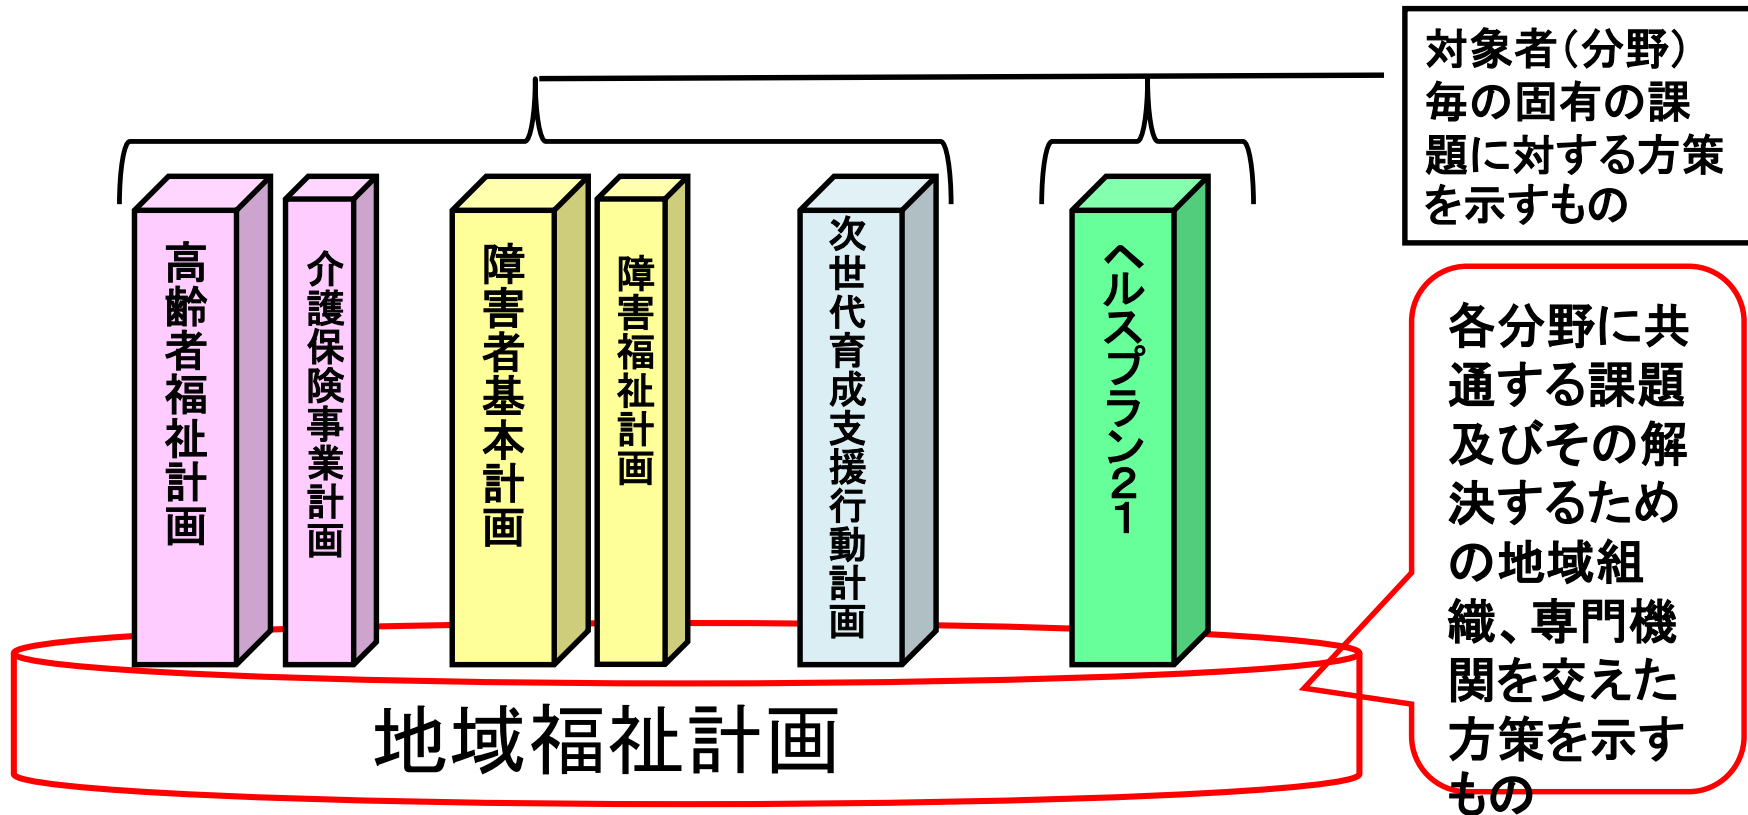 対象者（分野）
毎の固有の課
題に対する方策
を示すもの
高齢者福祉計画
介護保険事業計画
障害者基本計画
障害福祉計画
次世代育成支援行動計画
ヘルスプラン２１
各分野に共
通する課題
及びその解
決するため
の地域組
織、専門機
関を交えた
方策を示す
もの
地域福祉計画